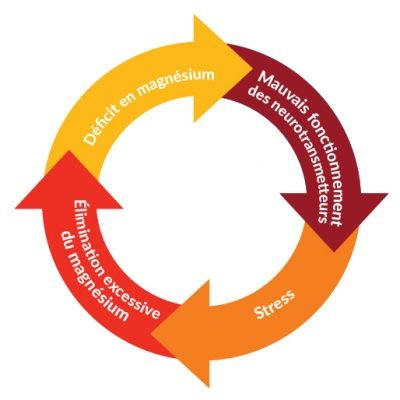 Déficit en magnésium
Mauvais fonctionnement
des neurotransmetteurs
Stress
Élimination excessive
du magnésium